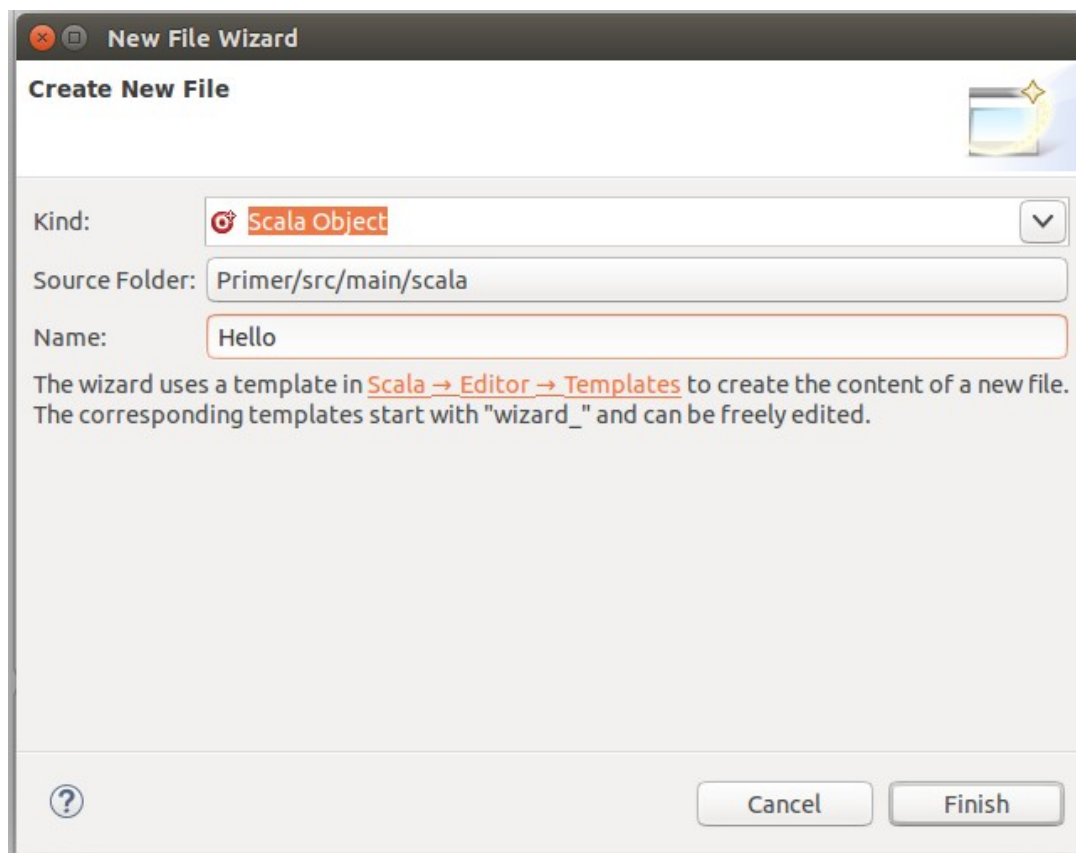 New File Wizard
Create New File
Kind: Scala Object
Source Folder: Primer/src/main/scala
Name: Hello
The wizard uses a template in Scala → Editor → Templates to create the content of a new file.
The corresponding templates start with "wizard_" and can be freely edited.
? Cancel Finish